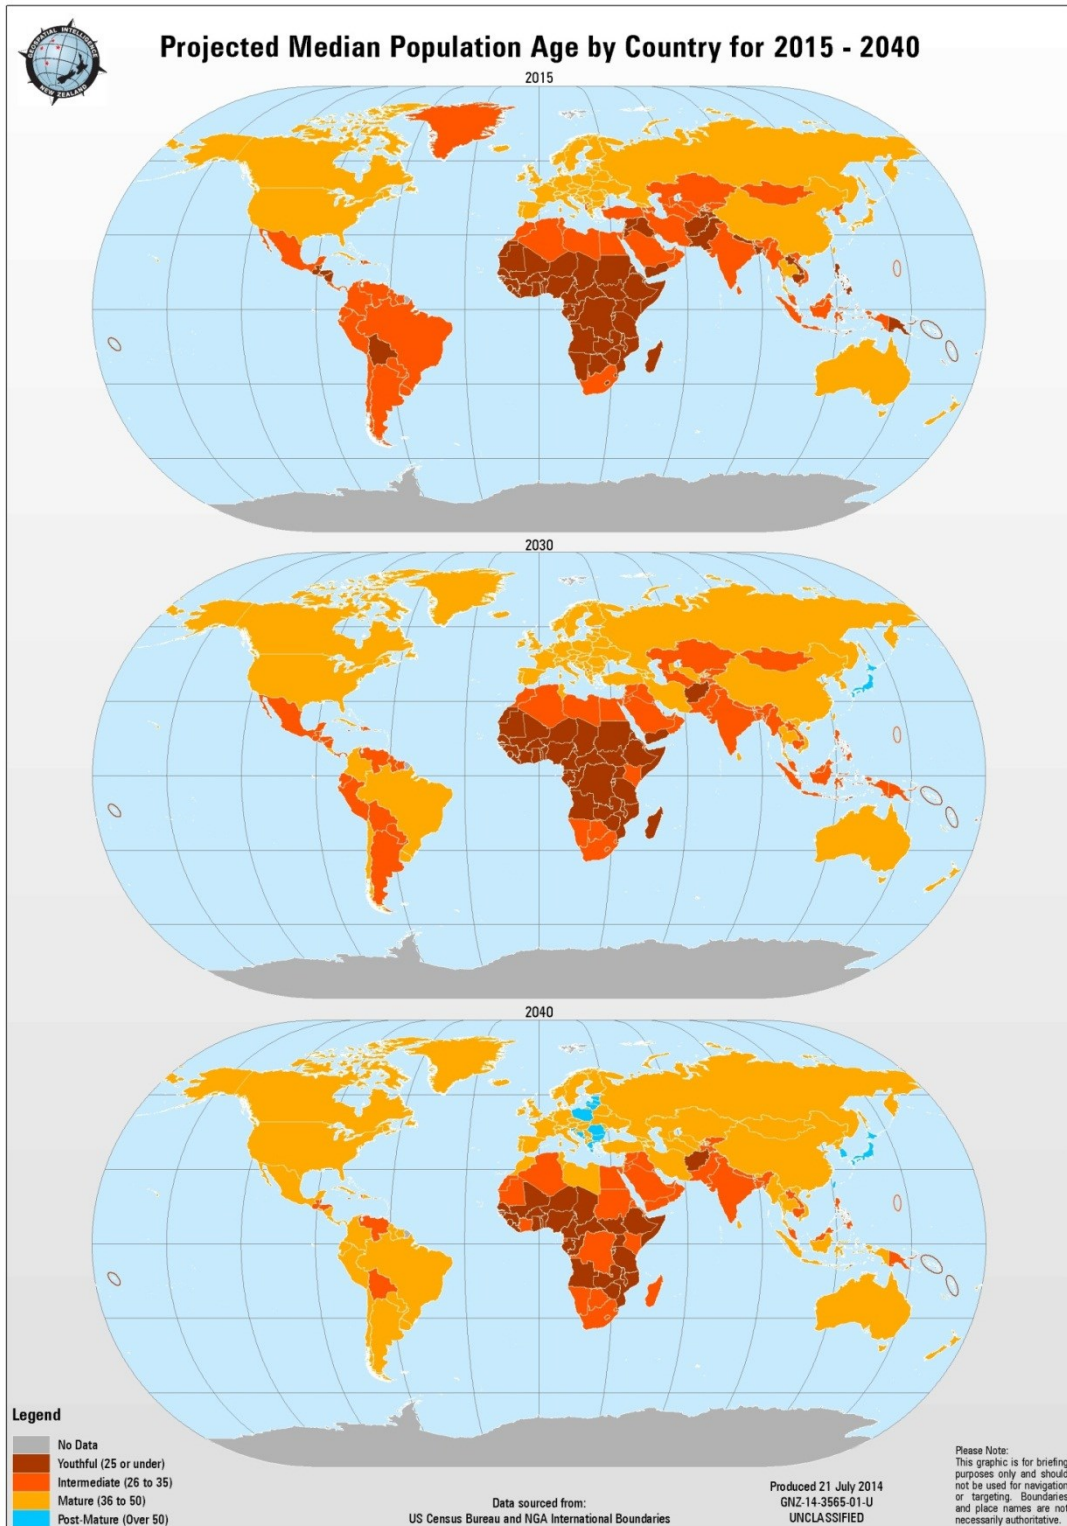 GEOSPATIAL INTELLIGENCE
NEW ZEALAND
Projected Median Population Age by Country for 2015 - 2040
2015
2030
2040
Legend
No Data
Youthful (25 or under)
Intermediate (26 to 35)
Mature (36 to 50)
Post-Mature (Over 50)
Data sourced from:
US Census Bureau and NGA International Boundaries
Produced 21 July 2014
GNZ-14-3565-01-U
UNCLASSIFIED
Please Note:
This graphic is for briefing
purposes only and should
not be used for navigation
or targeting. Boundaries
and place names are not
necessarily authoritative.